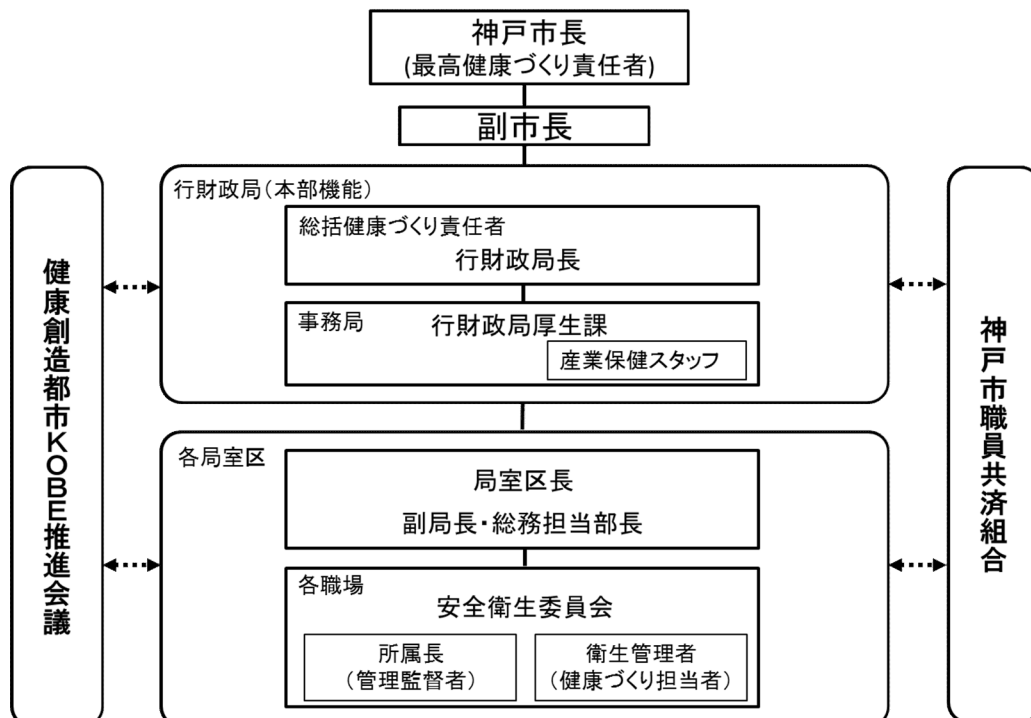 神戸市長
(最高健康づくり責任者)
副市長
行財政局(本部機能)
総括健康づくり責任者
行財政局長
事務局
行財政局厚生課
産業保健スタッフ
各局室区
局室区長
副局長・総務担当部長
各職場
安全衛生委員会
所属長
(管理監督者)
衛生管理者
(健康づくり担当者)
健康創造都市KOBE推進会議
神戸市職員共済組合